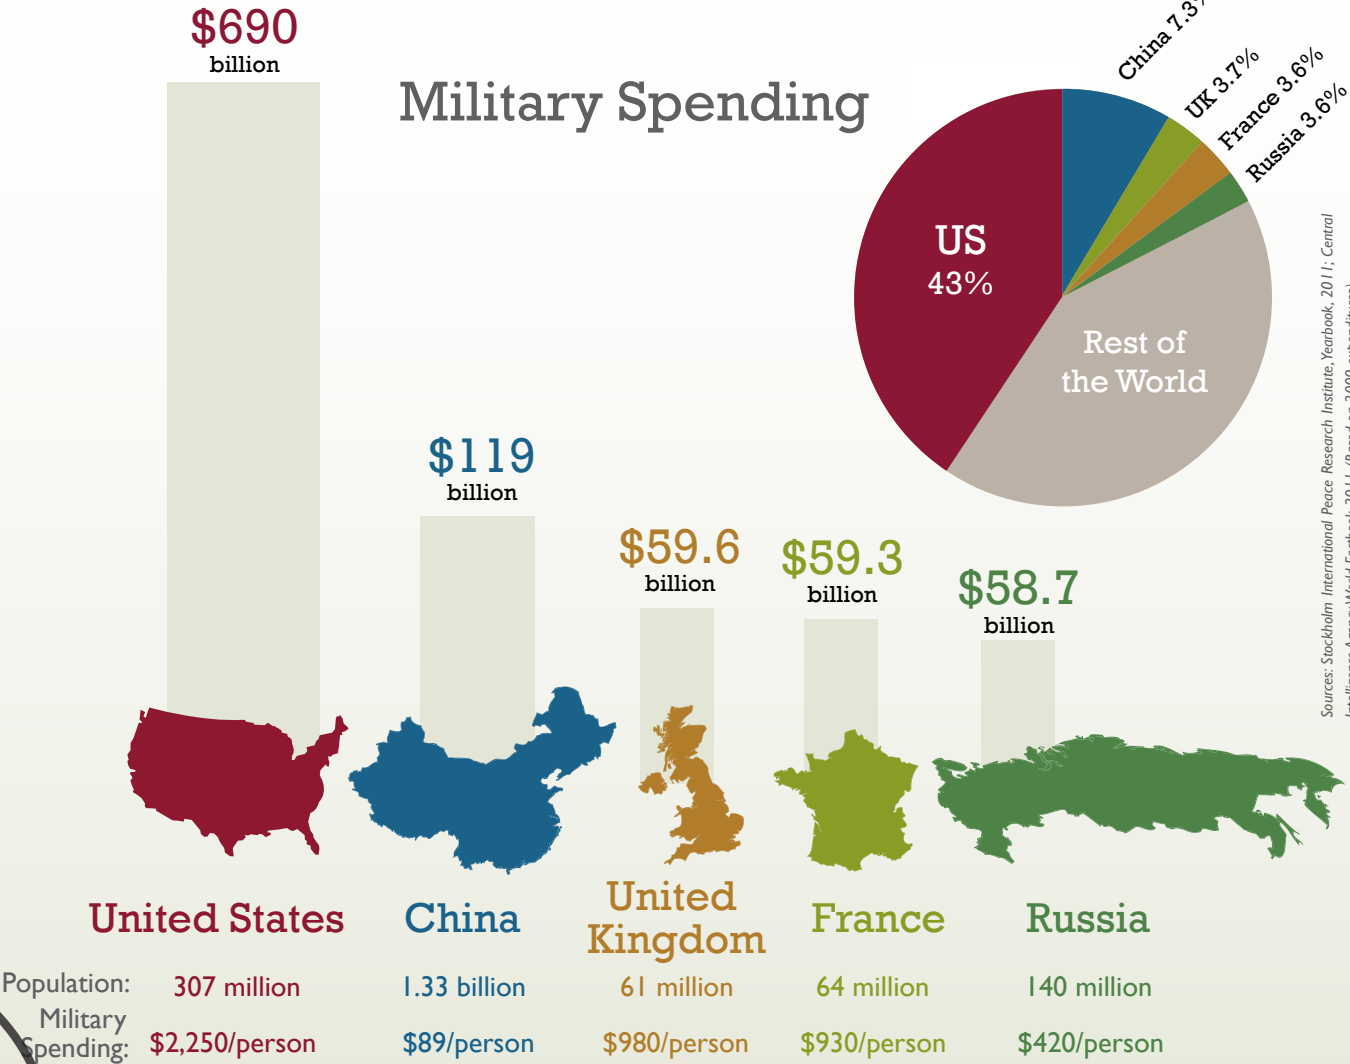 $690
billion
Military Spending
China 7.3%
UK 3.7%
France 3.6%
Russia 3.6%
US
43%
Rest of
the World
$119
billion
$59.6
billion
$59.3
billion
$58.7
billion
Sources: Stockholm International Peace Research Institute, Yearbook, 2011; Central
United States
China
United
Kingdom
France
Russia
Population: 307 million 1.33 billion 61 million 64 million 140 million
Military
Spending: $2,250/person $89/person $980/person $930/person $420/person